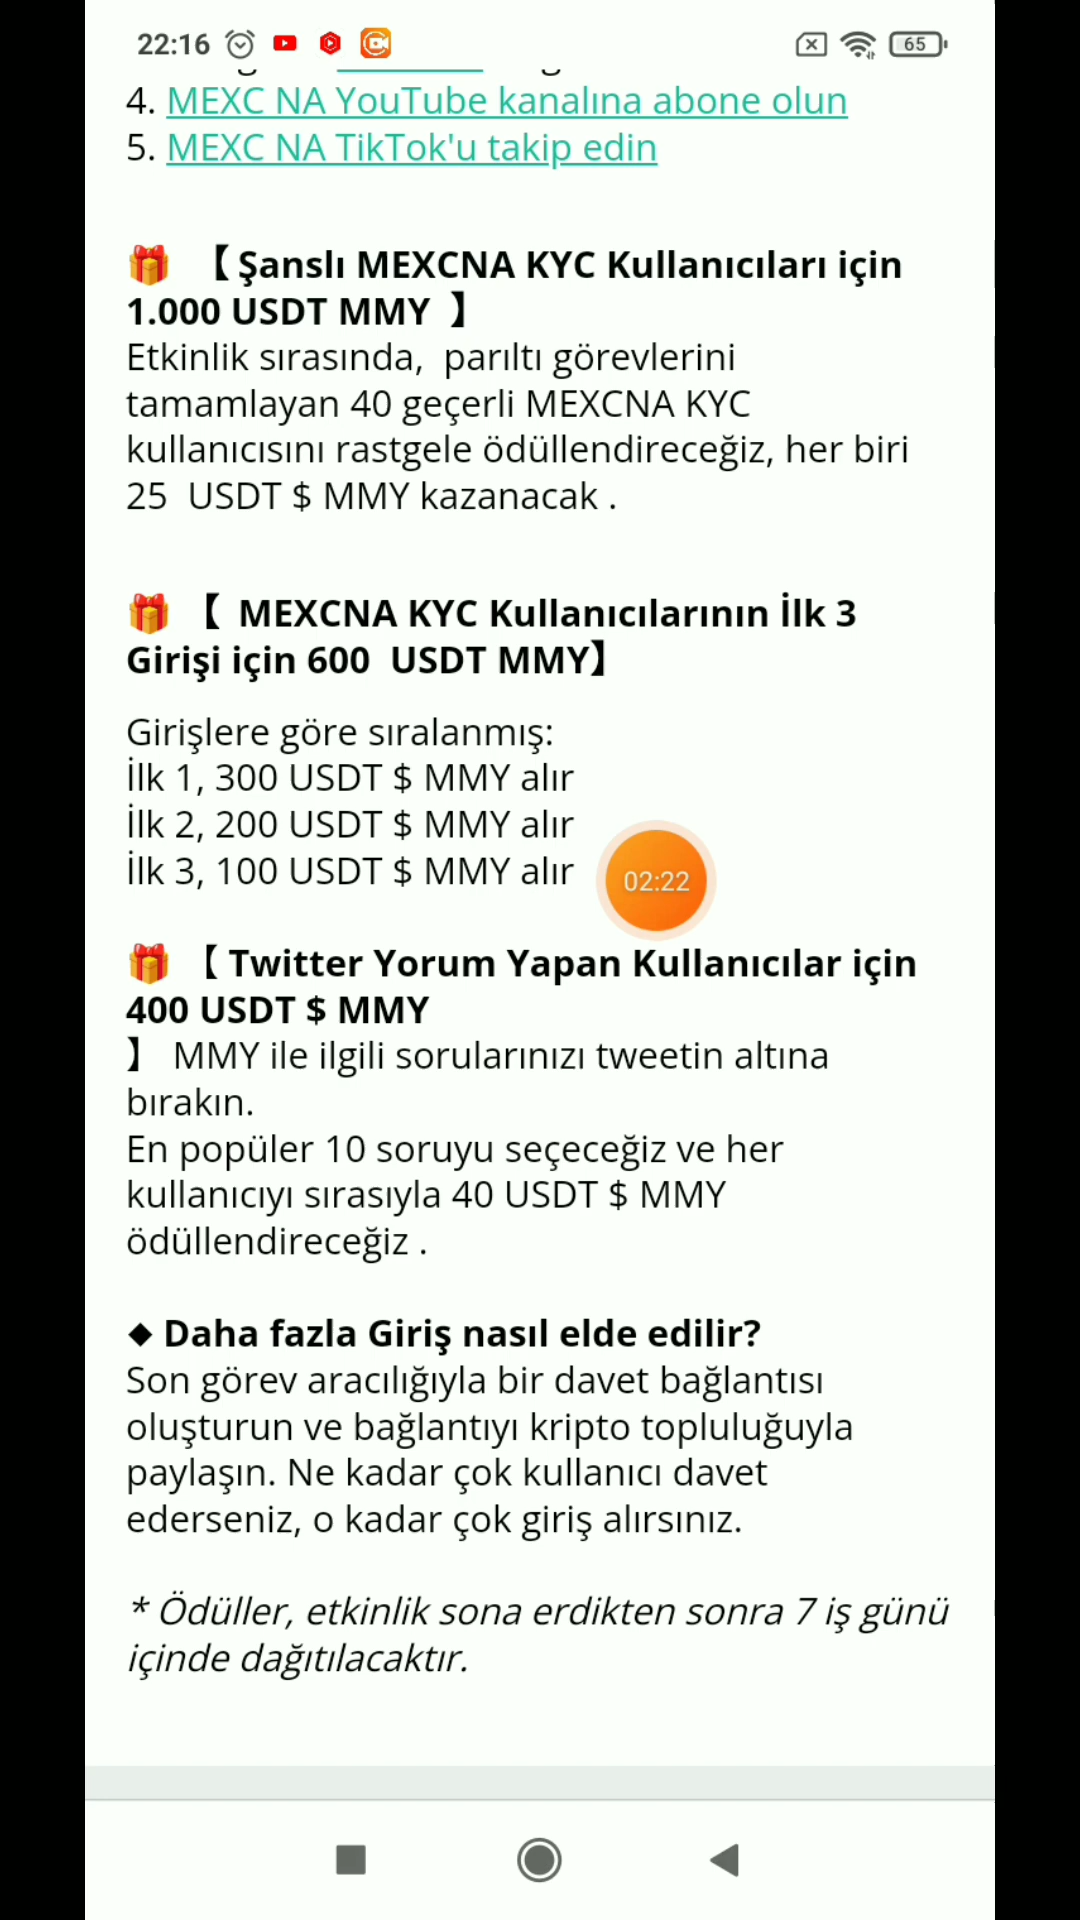 22:16
65
4. MEXC NA YouTube kanalına abone olun
5. MEXC NA TikTok'u takip edin
🎁 【 Şanslı MEXCNA KYC Kullanıcıları için
1.000 USDT MMY 】
Etkinlik sırasında, parıltı görevlerini
tamamlayan 40 geçerli MEXCNA KYC
kullanıcısını rastgele ödüllendireceğiz, her biri
25 USDT $ MMY kazanacak .
🎁 【 MEXCNA KYC Kullanıcılarının İlk 3
Girişi için 600 USDT MMY】
Girişlere göre sıralanmış:
İlk 1, 300 USDT $ MMY alır
İlk 2, 200 USDT $ MMY alır
İlk 3, 100 USDT $ MMY alır
02:22
🎁 【 Twitter Yorum Yapan Kullanıcılar için
400 USDT $ MMY
】 MMY ile ilgili sorularınızı tweetin altına
bırakın.
En popüler 10 soruyu seçeceğiz ve her
kullanıcıyı sırasıyla 40 USDT $ MMY
ödüllendireceğiz .
◆ Daha fazla Giriş nasıl elde edilir?
Son görev aracılığıyla bir davet bağlantısı
oluşturun ve bağlantıyı kripto topluluğuyla
paylaşın. Ne kadar çok kullanıcı davet
ederseniz, o kadar çok giriş alırsınız.
* Ödüller, etkinlik sona erdikten sonra 7 iş günü
içinde dağıtılacaktır.